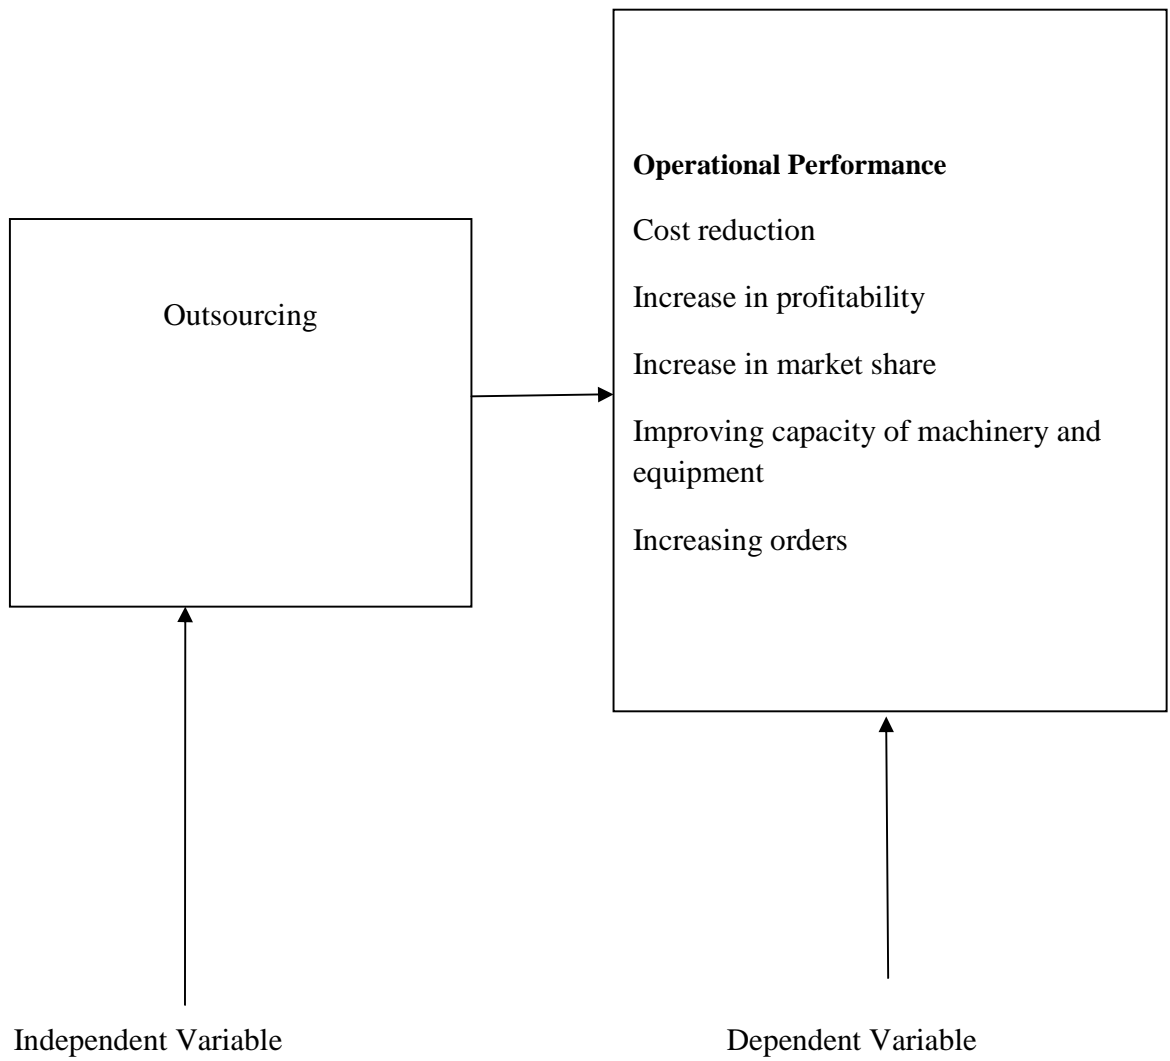 Outsourcing
Operational Performance
Cost reduction
Increase in profitability
Increase in market share
Improving capacity of machinery and
equipment
Increasing orders
Independent Variable
Dependent Variable